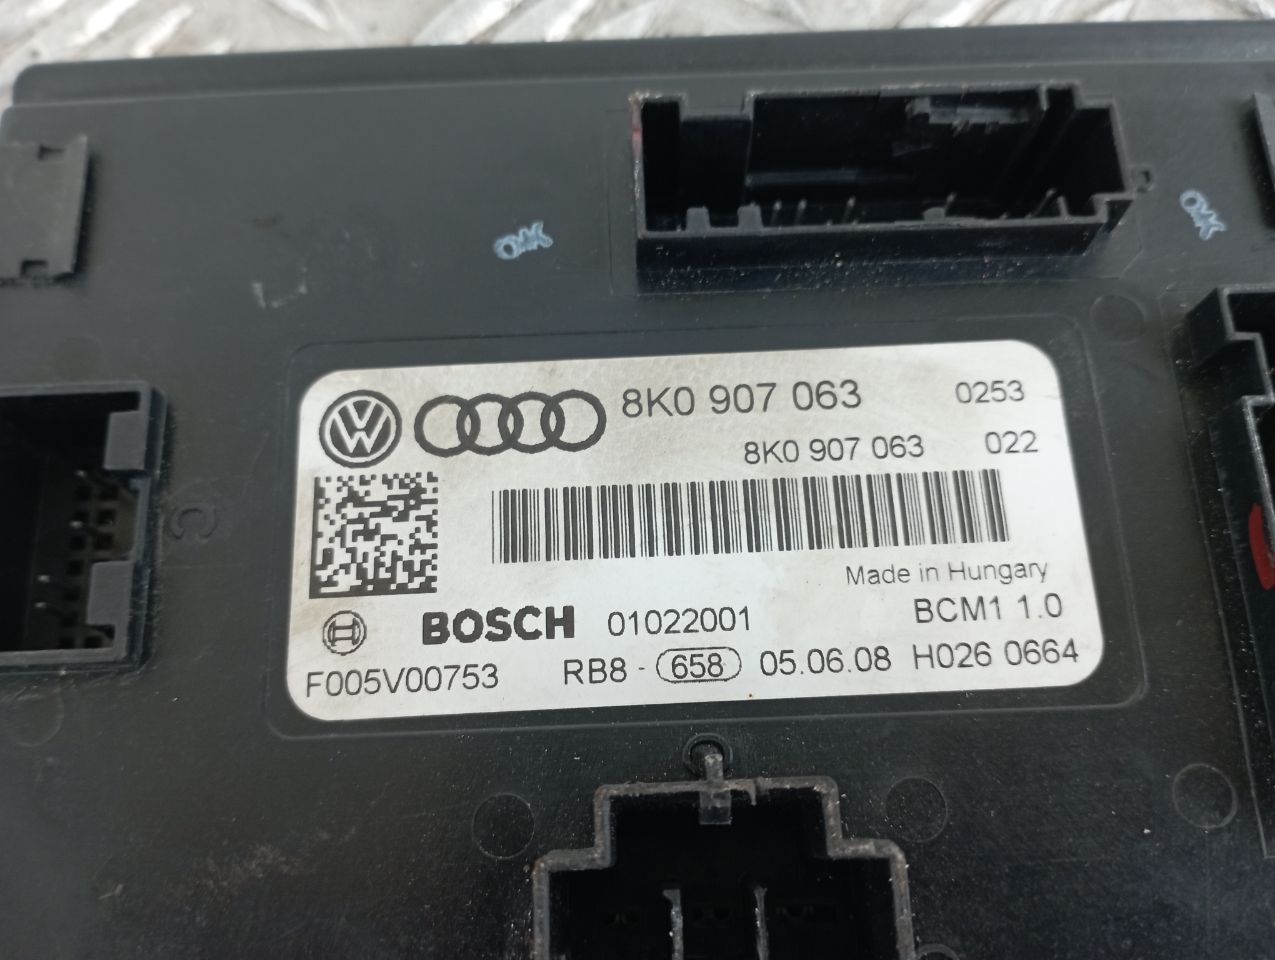 8K0 907 063 0253
8K0 907 063 022
Made in Hungary
BOSCH 01022001 BCM1 1.0
F005V00753 RB8 - 658 05.06.08 H026 0664
C